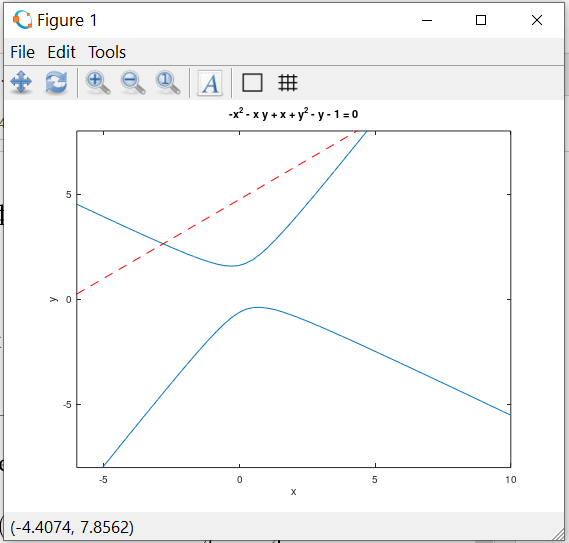 Figure 1
File Edit Tools
A
-x² - x y + x + y² - y - 1 = 0
5
0
-5
y
-5 0 5 10
x
(-4.4074, 7.8562)